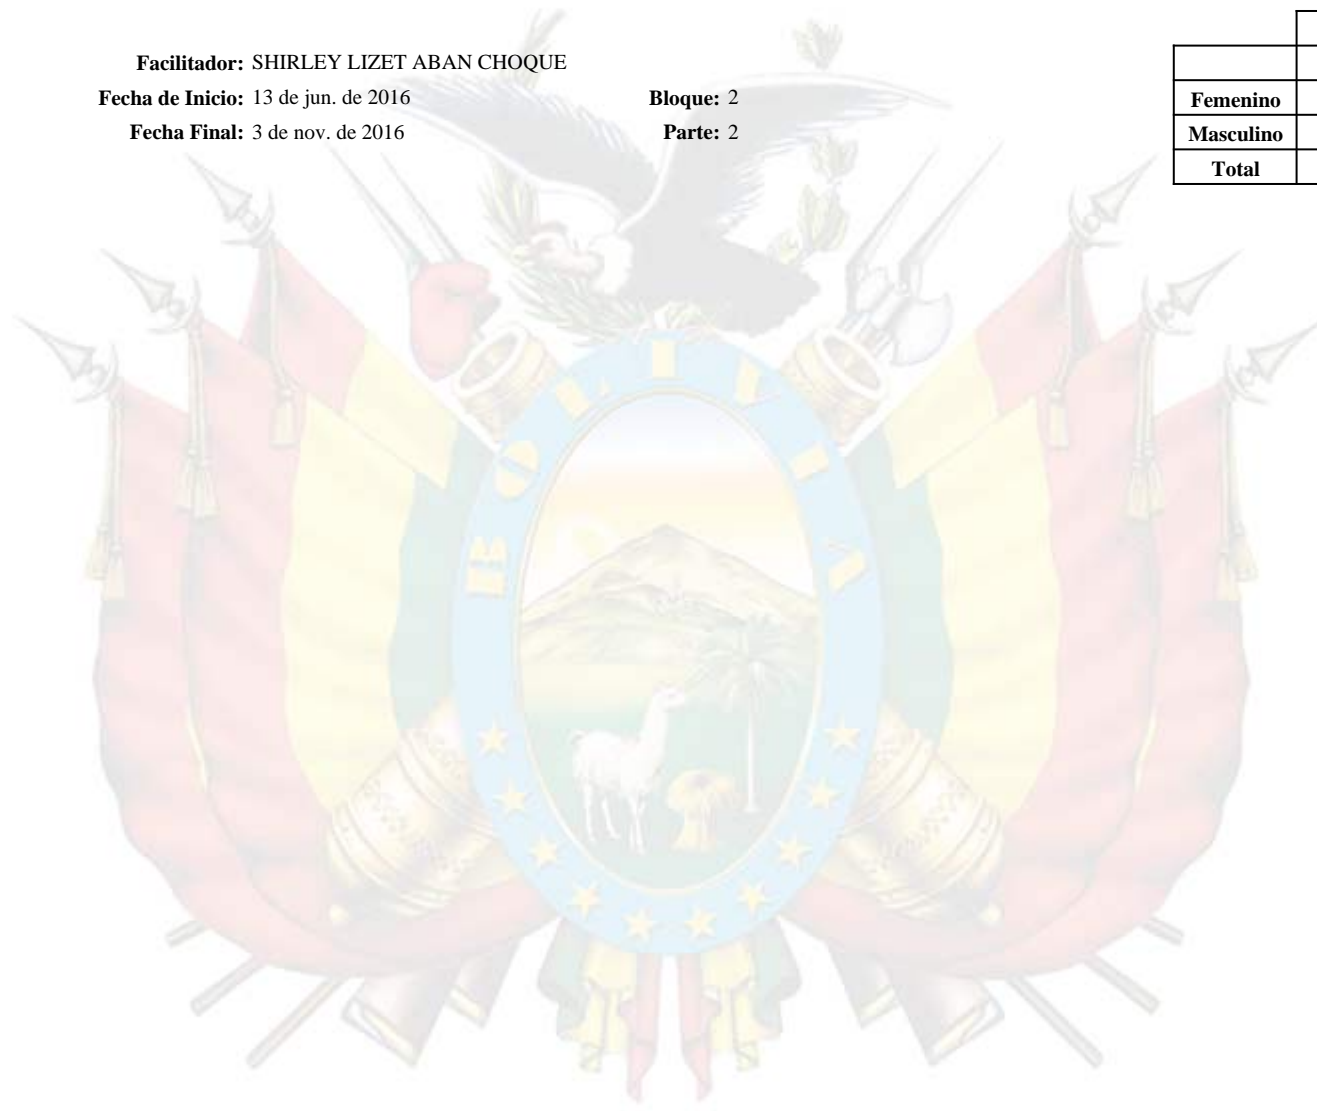 Facilitador: SHIRLEY LIZET ABAN CHOQUE
Fecha de Inicio: 13 de jun. de 2016 Bloque: 2
Fecha Final: 3 de nov. de 2016 Parte: 2
Femenino
Masculino
Total
BOLIVIA